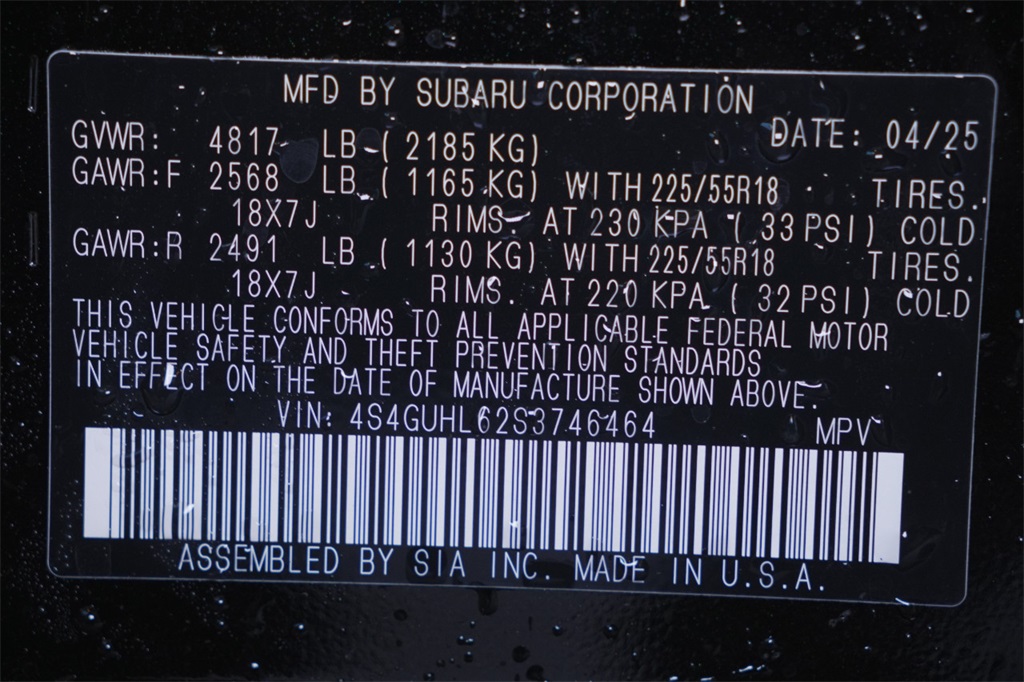 MFD BY SUBARU CORPORATION
DATE: 04/25
GVWR: 4817 LB ( 2185 KG)
GAWR:F 2568 LB ( 1165 KG) WITH 225/55R18 TIRES.
18X7J RIMS. AT 230 KPA ( 33 PSI) COLD
GAWR:R 2491 LB ( 1130 KG) WITH 225/55R18 TIRES.
18X7J RIMS. AT 220 KPA ( 32 PSI) COLD
THIS VEHICLE CONFORMS TO ALL APPLICABLE FEDERAL MOTOR
VEHICLE SAFETY AND THEFT PREVENTION STANDARDS
IN EFFECT ON THE DATE OF MANUFACTURE SHOWN ABOVE.
VIN: 4S4GUHL62S3746464 MPV
ASSEMBLED BY SIA INC. MADE IN U.S.A.